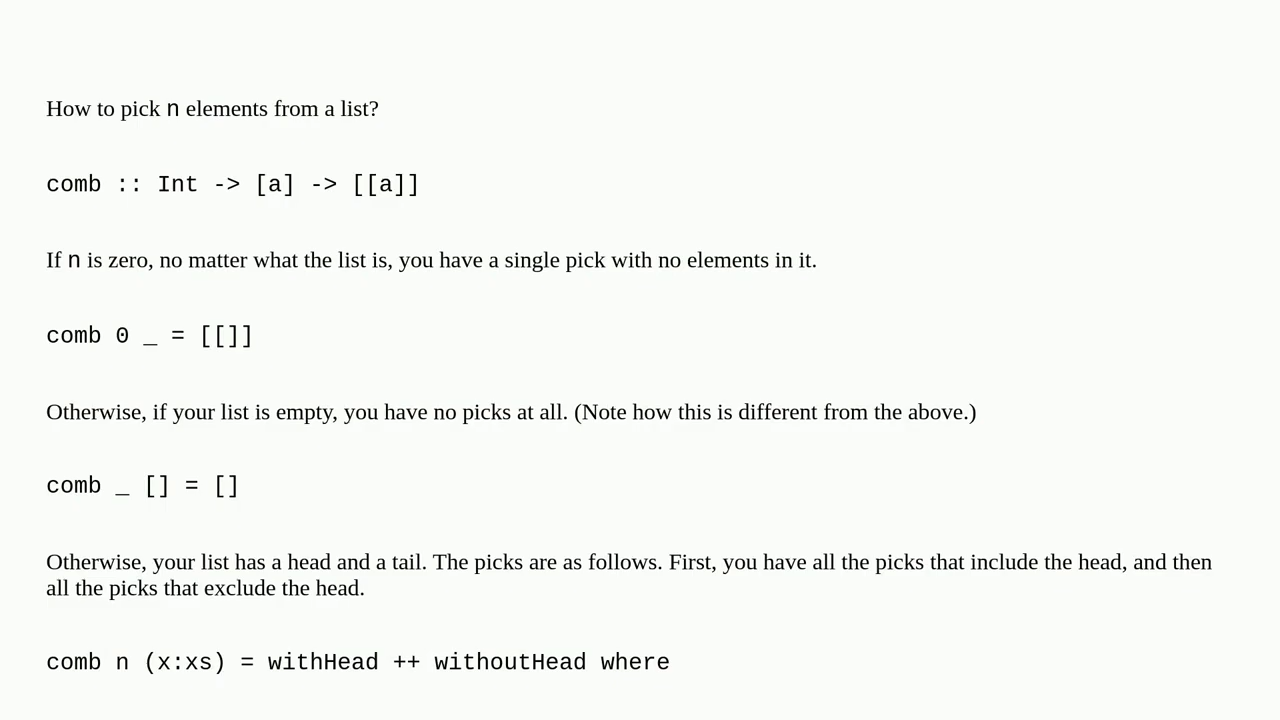 How to pick n elements from a list?
comb :: Int -> [a] -> [[a]]
If n is zero, no matter what the list is, you have a single pick with no elements in it.
comb 0 _ = [[]]
Otherwise, if your list is empty, you have no picks at all. (Note how this is different from the above.)
comb _ [] = []
Otherwise, your list has a head and a tail. The picks are as follows. First, you have all the picks that include the head, and then
all the picks that exclude the head.
comb n (x:xs) = withHead ++ withoutHead where